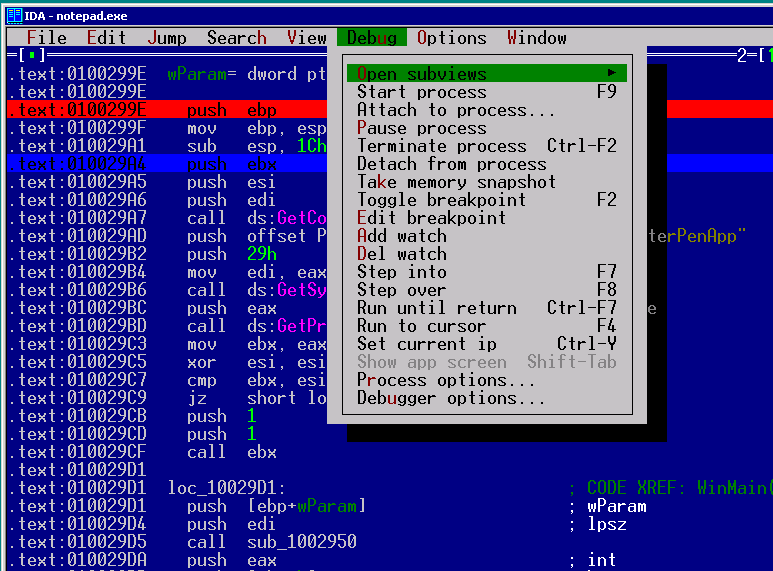 IDA - notepad.exe
File Edit Jump Search View Debug Options Window
=[▪]=2=[1
.text:0100299E wParam= dword pt
.text:0100299E
.text:0100299E push ebp
.text:0100299F mov ebp, esp
.text:010029A1 sub esp, 1Ch
.text:010029A4 push ebx
.text:010029A5 push esi
.text:010029A6 push edi
.text:010029A7 call ds:GetCo
.text:010029AD push offset P terPenApp"
.text:010029B2 push 29h
.text:010029B4 mov edi, eax
.text:010029B6 call ds:GetSy
.text:010029BC push eax e
.text:010029BD call ds:GetPr
.text:010029C3 mov ebx, eax
.text:010029C5 xor esi, esi
.text:010029C7 cmp ebx, esi
.text:010029C9 jz short lo
.text:010029CB push 1
.text:010029CD push 1
.text:010029CF call ebx
.text:010029D1
.text:010029D1 loc_10029D1: ; CODE XREF: WinMain(
.text:010029D1 push [ebp+wParam] ; wParam
.text:010029D4 push edi ; lpsz
.text:010029D5 call sub_1002950
.text:010029DA push eax ; int
Open subviews ►
Start process F9
Attach to process...
Pause process
Terminate process Ctrl-F2
Detach from process
Take memory snapshot
Toggle breakpoint F2
Edit breakpoint
Add watch
Del watch
Step into F7
Step over F8
Run until return Ctrl-F7
Run to cursor F4
Set current ip Ctrl-Y
Show app screen Shift-Tab
Process options...
Debugger options...